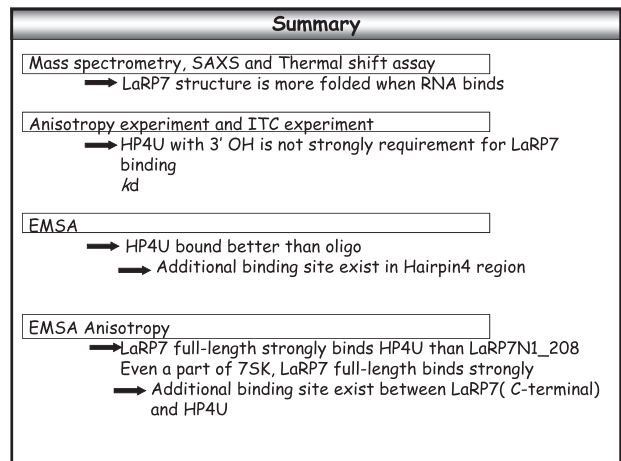 Summary
Mass spectrometry, SAXS and Thermal shift assay
LaRP7 structure is more folded when RNA binds
Anisotropy experiment and ITC experiment
HP4U with 3' OH is not strongly requirement for LaRP7
binding
kd
EMSA
HP4U bound better than oligo
Additional binding site exist in Hairpin4 region
EMSA Anisotropy
LaRP7 full-length strongly binds HP4U than LaRP7N1_208
Even a part of 7SK, LaRP7 full-length binds strongly
Additional binding site exist between LaRP7( C-terminal)
and HP4U